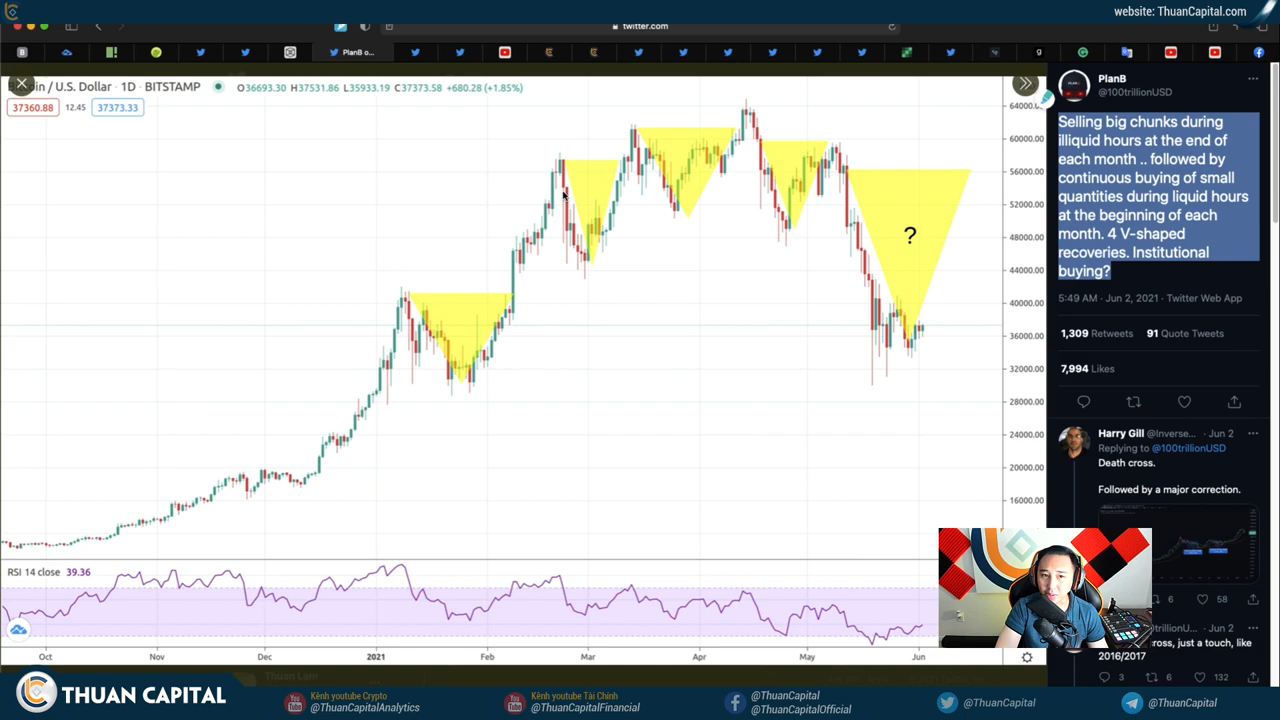 website: ThuanCapital.com
twitter.com
PlanB o...
in / U.S. Dollar · 1D · BITSTAMP
O36693.30 H37531.86 L35933.19 C37373.58 +680.28 (+1.85%)
37360.88 12.45 37373.33
64000.00
60000.00
56000.00
52000.00
48000.00
44000.00
40000.00
36000.00
32000.00
28000.00
24000.00
20000.00
16000.00
?
RSI 14 close 39.36
Oct Nov Dec 2021 Feb Mar Apr May Jun
PlanB
@100trillionUSD
Selling big chunks during
illiquid hours at the end of
each month .. followed by
continuous buying of small
quantities during liquid hours
at the beginning of each
month. 4 V-shaped
recoveries. Institutional
buying?
5:49 AM · Jun 2, 2021 · Twitter Web App
1,309 Retweets 91 Quote Tweets
7,994 Likes
Harry Gill @Inverse... · Jun 2
Replying to @100trillionUSD
Death cross.
Followed by a major correction.
6 58
trillionU... · Jun 2
ross, just a touch, like
2016/2017
3 6 132
THUAN CAPITAL
Kênh youtube Crypto
@ThuanCapitalAnalytics
Kênh youtube Tài Chính
@ThuanCapitalFinancial
@ThuanCapital
@ThuanCapitalOfficial
@ThuanCapital
@ThuanCapital